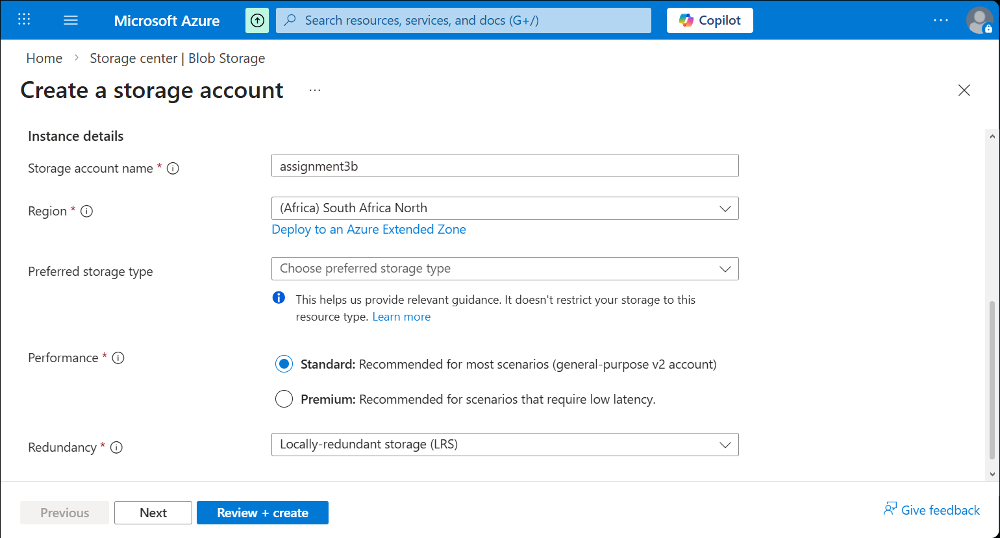 Microsoft Azure
Search resources, services, and docs (G+/)
Copilot
Home > Storage center | Blob Storage
Create a storage account ...
Instance details
Storage account name *
assignment3b
Region *
(Africa) South Africa North
Deploy to an Azure Extended Zone
Preferred storage type
Choose preferred storage type
This helps us provide relevant guidance. It doesn't restrict your storage to this
resource type. Learn more
Performance *
Standard: Recommended for most scenarios (general-purpose v2 account)
Premium: Recommended for scenarios that require low latency.
Redundancy *
Locally-redundant storage (LRS)
Previous
Next
Review + create
Give feedback